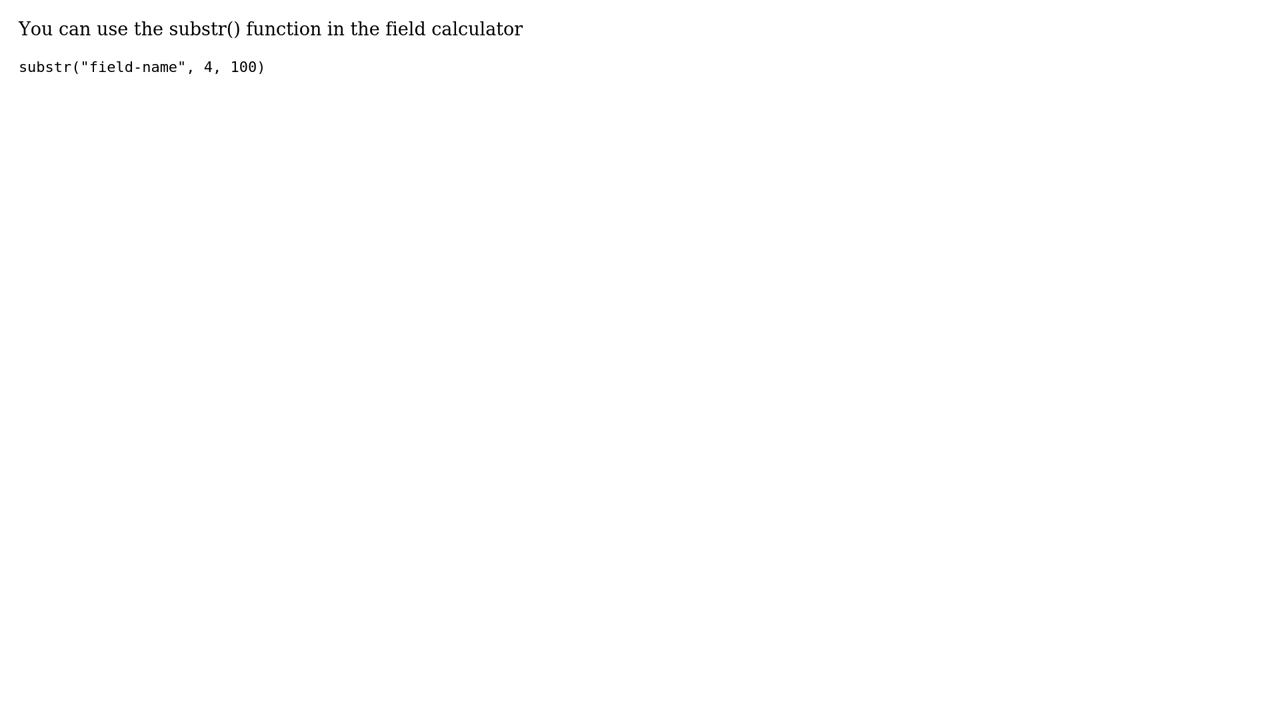 You can use the substr() function in the field calculator
substr("field-name", 4, 100)